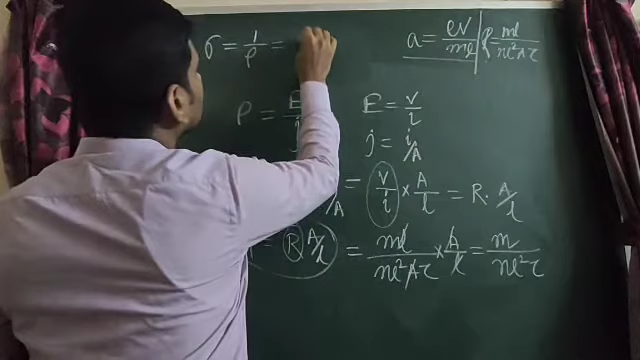 σ = 1/ρ =
a = ev/ml | R = ml/ne²Aτ
ρ = E/j E = v/l
j = i/A
/A = v/i × A/l = R. A/l
= R A/l = ml/ne²Aτ × A/l = m/ne²τ